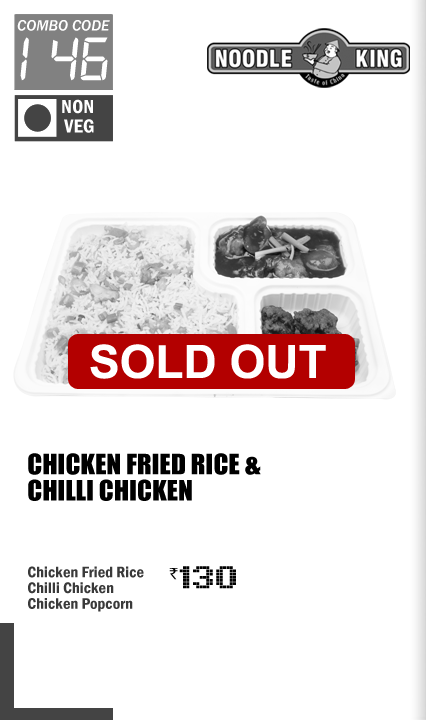 COMBO CODE
146
NOODLE KING
Taste of China
NON
VEG
SOLD OUT
CHICKEN FRIED RICE &
CHILLI CHICKEN
Chicken Fried Rice
Chilli Chicken
Chicken Popcorn
₹130